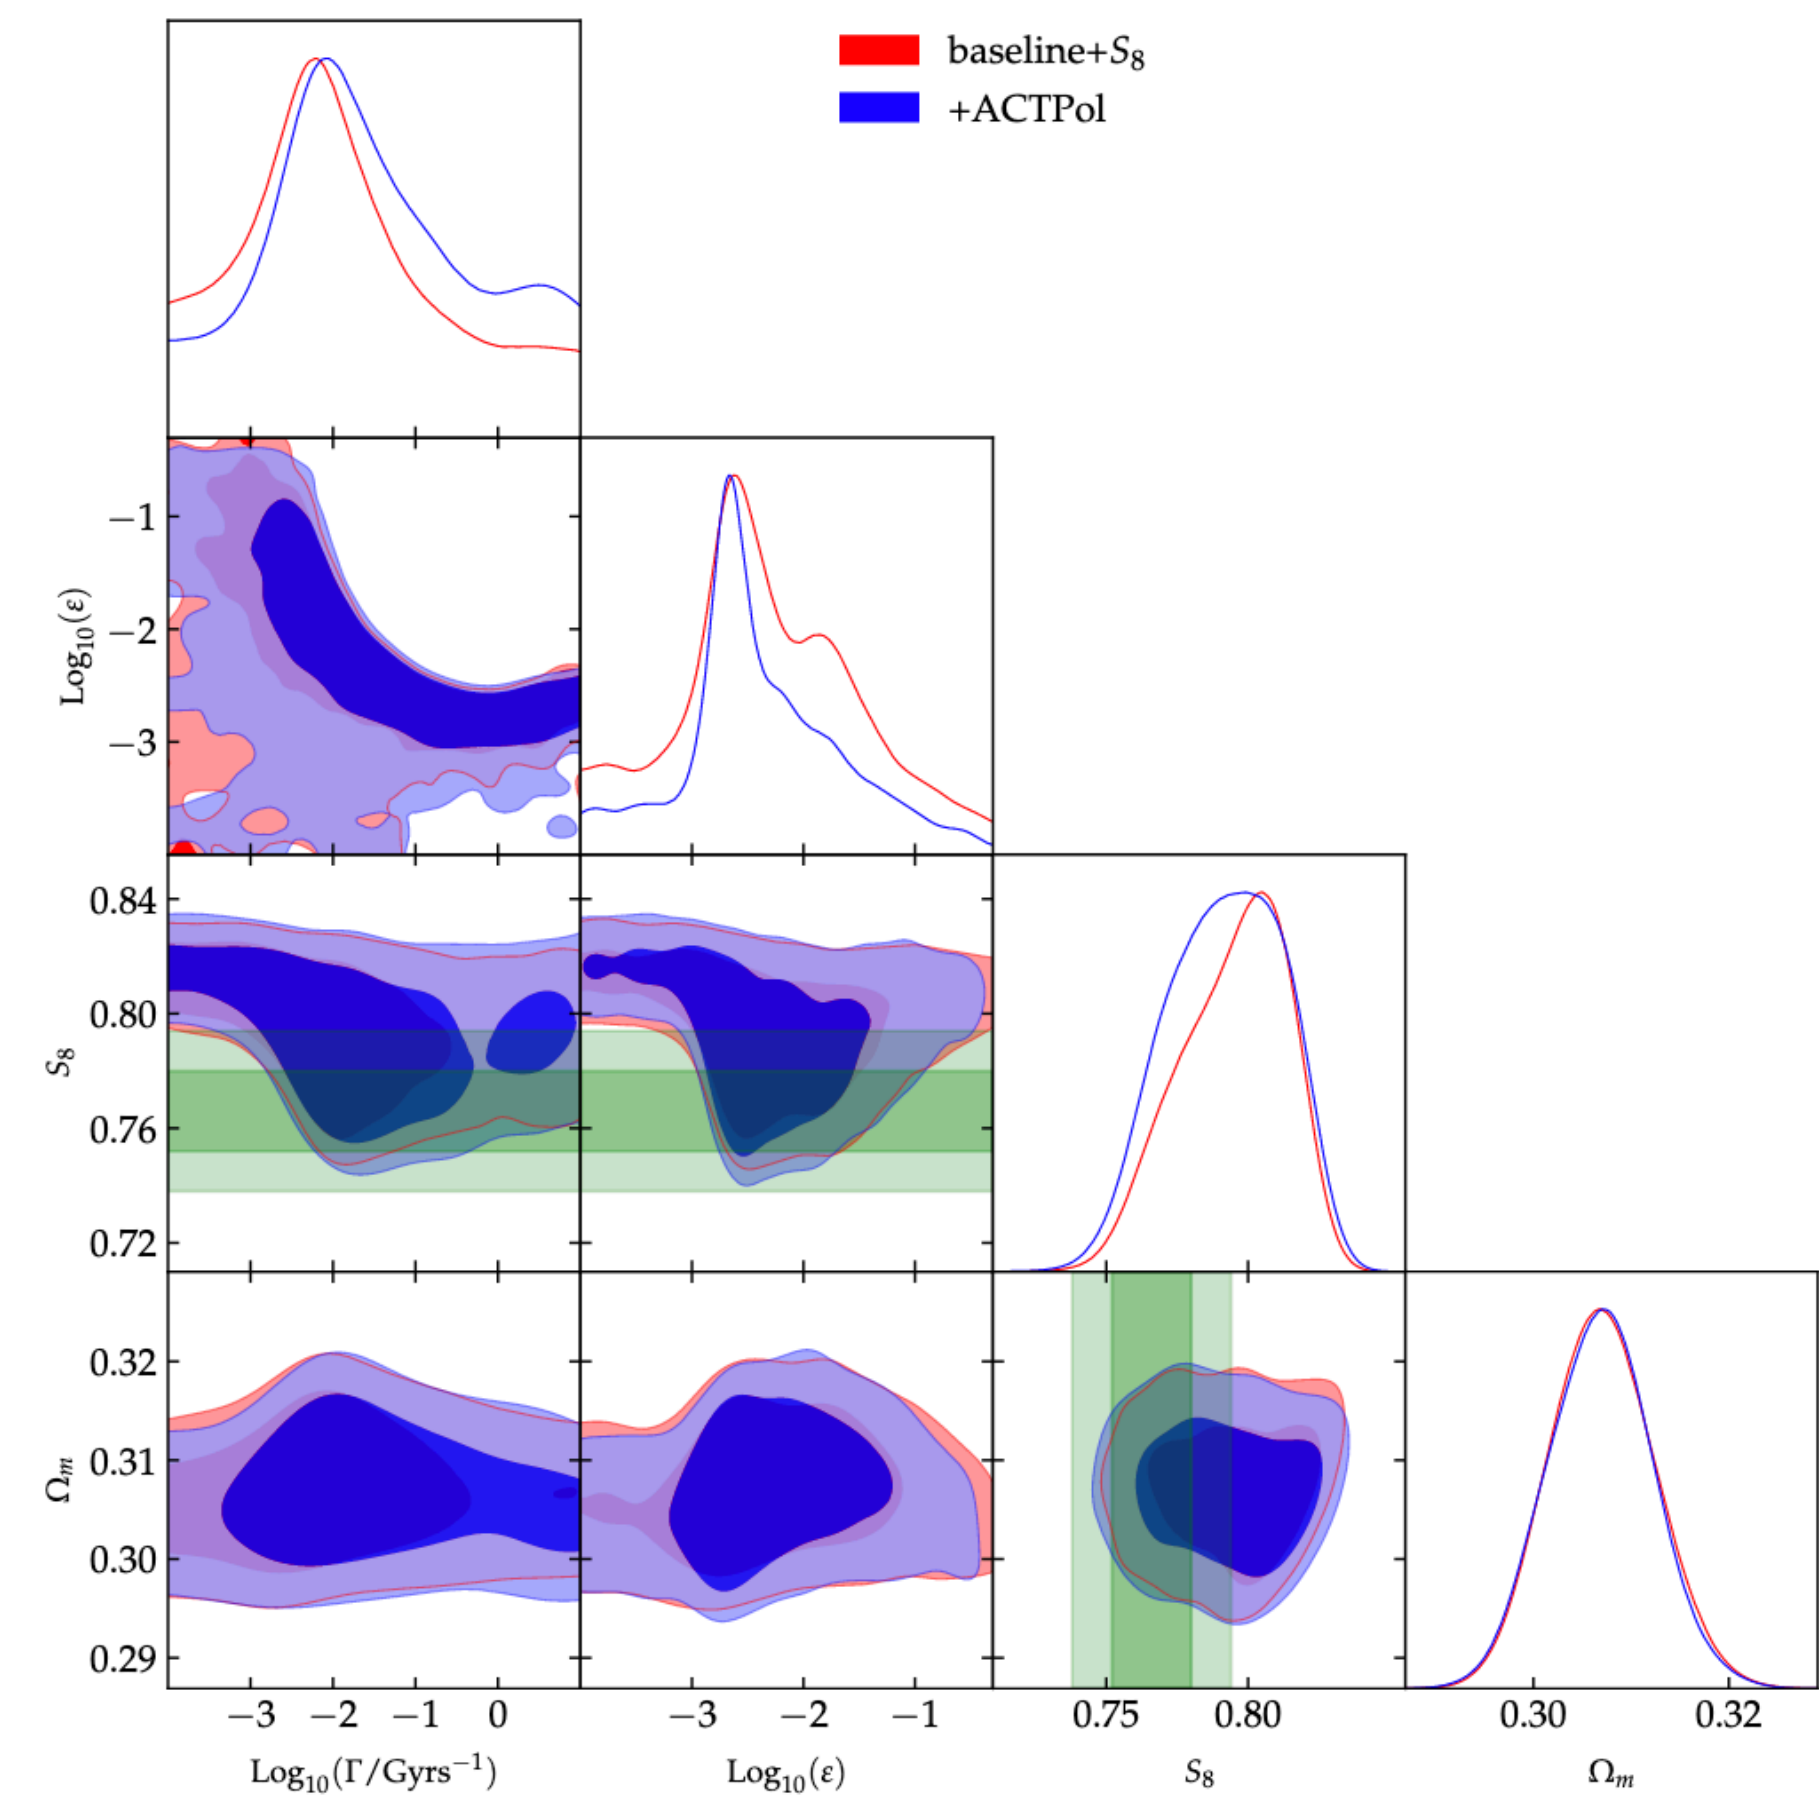 baseline+S₈
+ACTPol
Log₁₀(ε)
−1
−2
−3
S₈
0.84
0.80
0.76
0.72
Ωₘ
0.32
0.31
0.30
0.29
−3 −2 −1 0
−3 −2 −1
0.75 0.80
0.30 0.32
Log₁₀(Γ/Gyrs⁻¹)
Log₁₀(ε)
S₈
Ωₘ